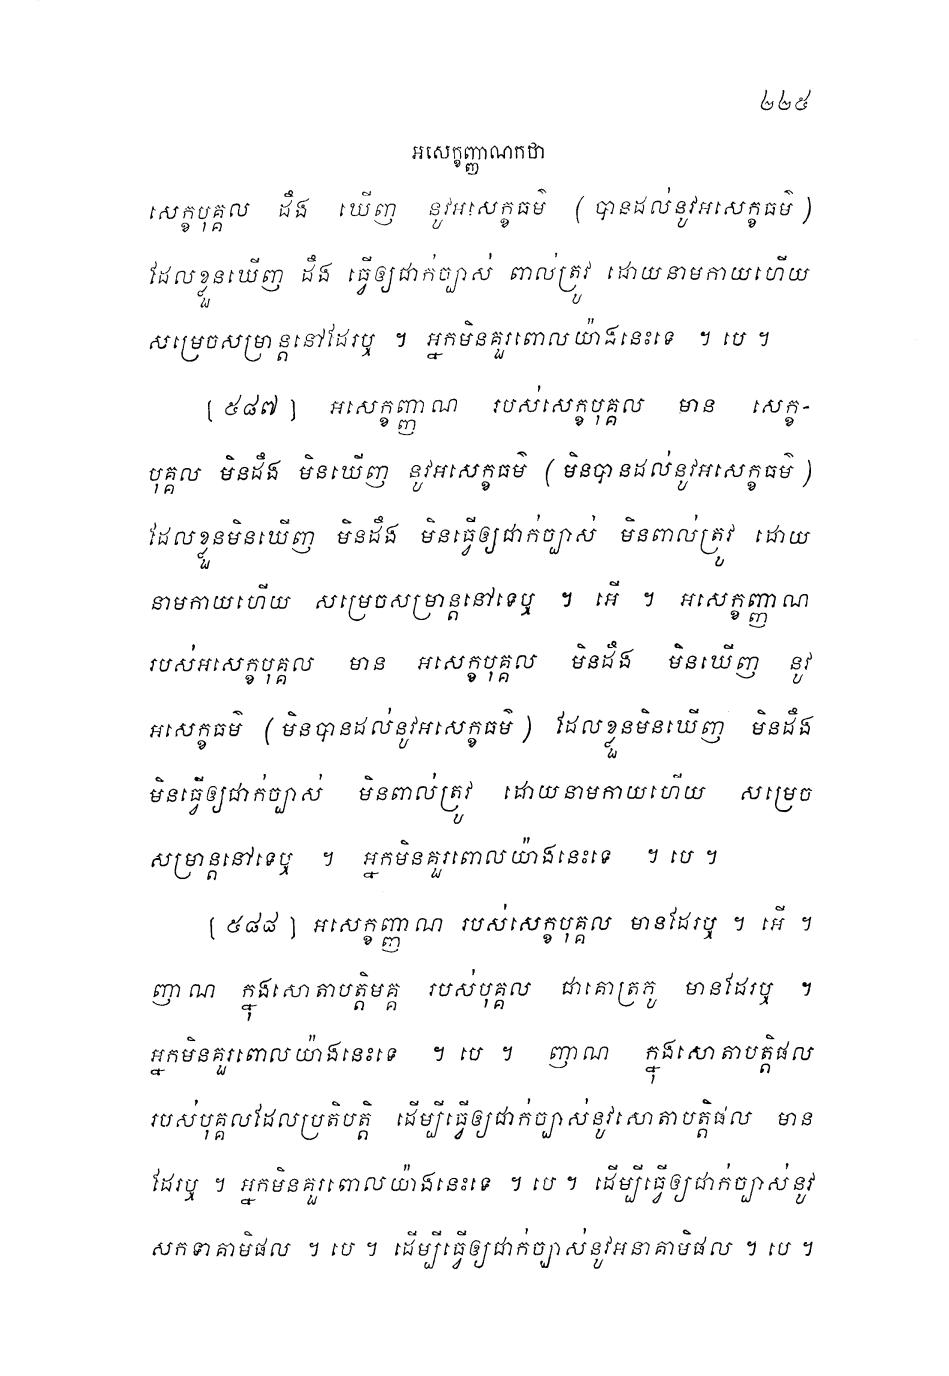 ២២៥
អសេក្ខញ្ញាណកថា
សេក្ខបុគ្គល ដឹង ឃើញ នូវអសេក្ខធម៌ (បានដល់នូវអសេក្ខធម៌)
ដែលខ្លួនឃើញ ដឹង ធ្វើឲ្យជាក់ច្បាស់ ពាល់ត្រូវ ដោយនាមកាយហើយ
សម្រេចសម្រាន្តនៅដែរឬ ។ អ្នកមិនគួរពោលយ៉ាងនេះទេ ។ បេ ។
[៥៨៧] អសេក្ខញ្ញាណ របស់សេក្ខបុគ្គល មាន សេក្ខ-
បុគ្គល មិនដឹង មិនឃើញ នូវអសេក្ខធម៌ (មិនបានដល់នូវអសេក្ខធម៌)
ដែលខ្លួនមិនឃើញ មិនដឹង មិនធ្វើឲ្យជាក់ច្បាស់ មិនពាល់ត្រូវ ដោយ
នាមកាយហើយ សម្រេចសម្រាន្តនៅទេឬ ។ អើ ។ អសេក្ខញ្ញាណ
របស់អសេក្ខបុគ្គល មាន អសេក្ខបុគ្គល មិនដឹង មិនឃើញ នូវ
អសេក្ខធម៌ (មិនបានដល់នូវអសេក្ខធម៌) ដែលខ្លួនមិនឃើញ មិនដឹង
មិនធ្វើឲ្យជាក់ច្បាស់ មិនពាល់ត្រូវ ដោយនាមកាយហើយ សម្រេច
សម្រាន្តនៅទេឬ ។ អ្នកមិនគួរពោលយ៉ាងនេះទេ ។ បេ ។
[៥៨៨] អសេក្ខញ្ញាណ របស់សេក្ខបុគ្គល មានដែរឬ ។ អើ ។
ញាណ ក្នុងសោតាបត្តិមគ្គ របស់បុគ្គល ជាគោត្រភូ មានដែរឬ ។
អ្នកមិនគួរពោលយ៉ាងនេះទេ ។ បេ ។ ញាណ ក្នុងសោតាបត្តិផល
របស់បុគ្គលដែលប្រតិបត្តិ ដើម្បីធ្វើឲ្យជាក់ច្បាស់នូវសោតាបត្តិផល មាន
ដែរឬ ។ អ្នកមិនគួរពោលយ៉ាងនេះទេ ។ បេ ។ ដើម្បីធ្វើឲ្យជាក់ច្បាស់នូវ
សកទាគាមិផល ។ បេ ។ ដើម្បីធ្វើឲ្យជាក់ច្បាស់នូវអនាគាមិផល ។ បេ ។